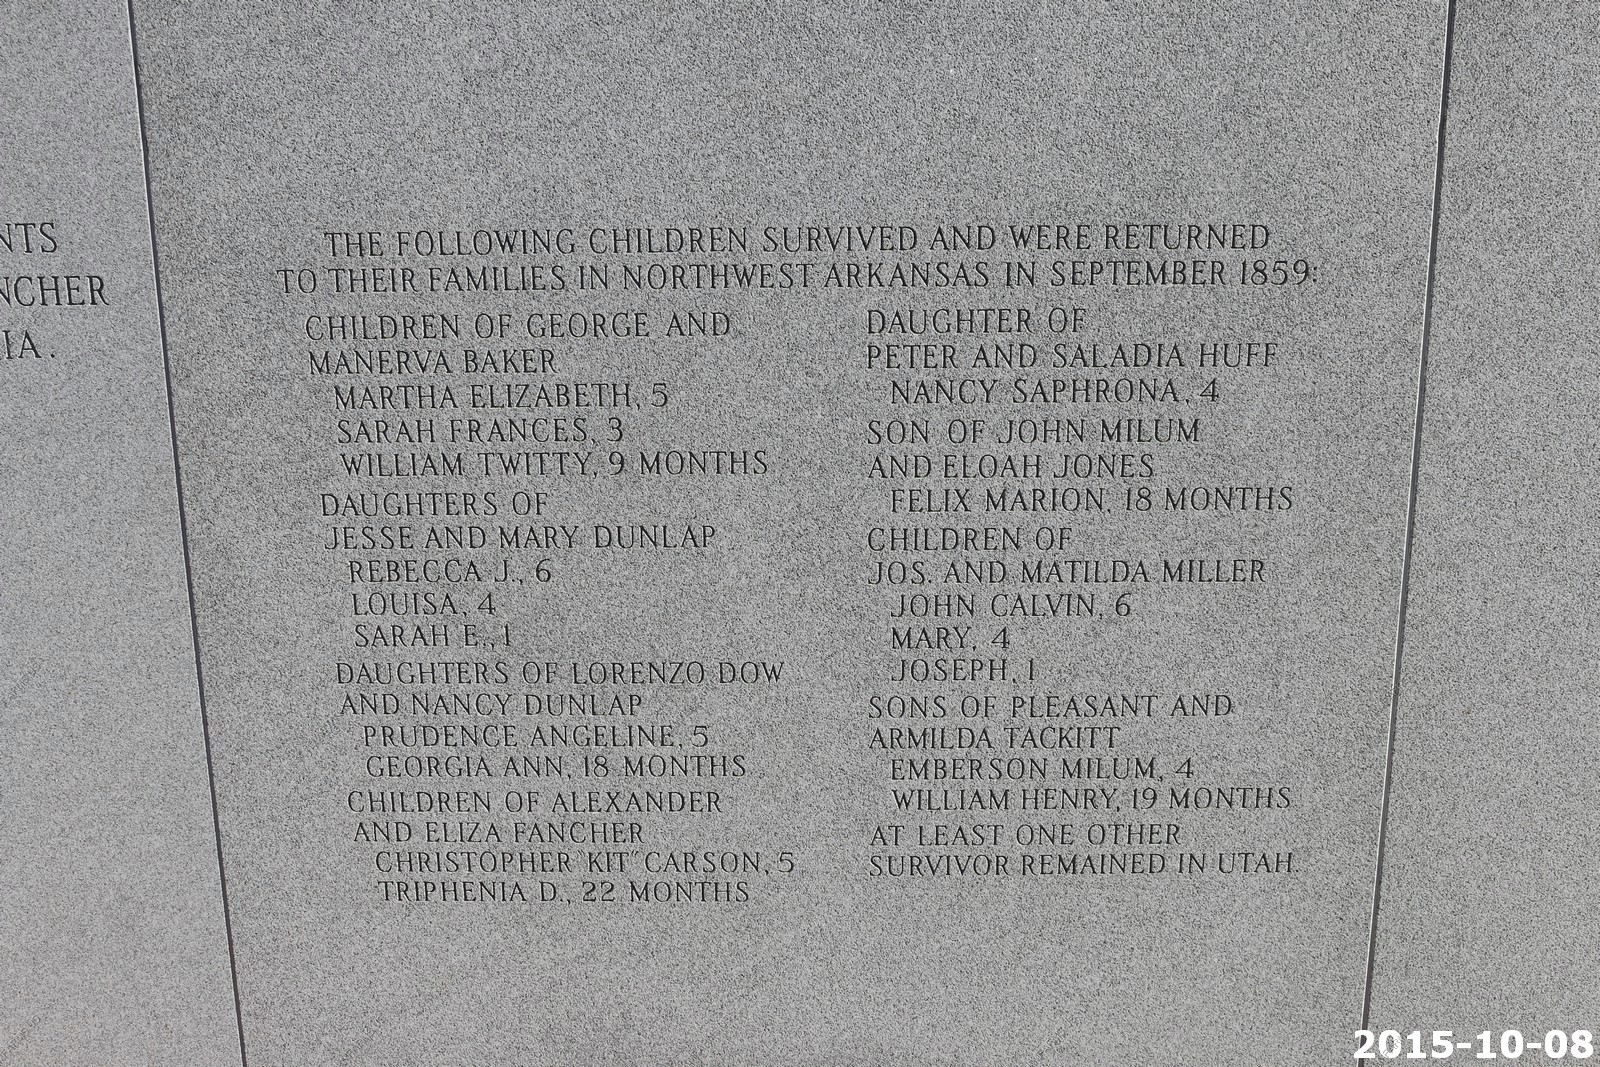 NTS
NCHER
IA.
THE FOLLOWING CHILDREN SURVIVED AND WERE RETURNED
TO THEIR FAMILIES IN NORTHWEST ARKANSAS IN SEPTEMBER 1859:
CHILDREN OF GEORGE AND
MANERVA BAKER
MARTHA ELIZABETH, 5
SARAH FRANCES, 3
WILLIAM TWITTY, 9 MONTHS
DAUGHTERS OF
JESSE AND MARY DUNLAP
REBECCA J., 6
LOUISA, 4
SARAH E., 1
DAUGHTERS OF LORENZO DOW
AND NANCY DUNLAP
PRUDENCE ANGELINE, 5
GEORGIA ANN, 18 MONTHS
CHILDREN OF ALEXANDER
AND ELIZA FANCHER
CHRISTOPHER "KIT" CARSON, 5
TRIPHENIA D., 22 MONTHS
DAUGHTER OF
PETER AND SALADIA HUFF
NANCY SAPHRONA, 4
SON OF JOHN MILUM
AND ELOAH JONES
FELIX MARION, 18 MONTHS
CHILDREN OF
JOS. AND MATILDA MILLER
JOHN CALVIN, 6
MARY, 4
JOSEPH, 1
SONS OF PLEASANT AND
ARMILDA TACKITT
EMBERSON MILUM, 4
WILLIAM HENRY, 19 MONTHS
AT LEAST ONE OTHER
SURVIVOR REMAINED IN UTAH.
2015-10-08